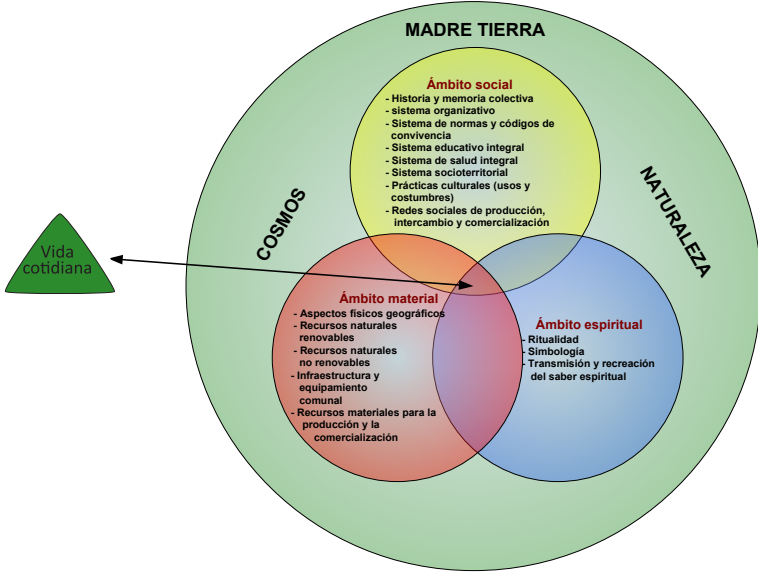 MADRE TIERRA
Ámbito social
- Historia y memoria colectiva
- sistema organizativo
- Sistema de normas y códigos de
convivencia
- Sistema educativo integral
- Sistema de salud integral
- Sistema socioterritorial
- Prácticas culturales (usos y
costumbres)
- Redes sociales de producción,
intercambio y comercialización
COSMOS
NATURALEZA
Vida
cotidiana
Ámbito material
- Aspectos físicos geográficos
- Recursos naturales
renovables
- Recursos naturales
no renovables
- Infraestructura y
equipamiento
comunal
- Recursos materiales para la
producción y la
comercialización
Ámbito espiritual
- Ritualidad
- Simbología
- Transmisión y recreación
del saber espiritual